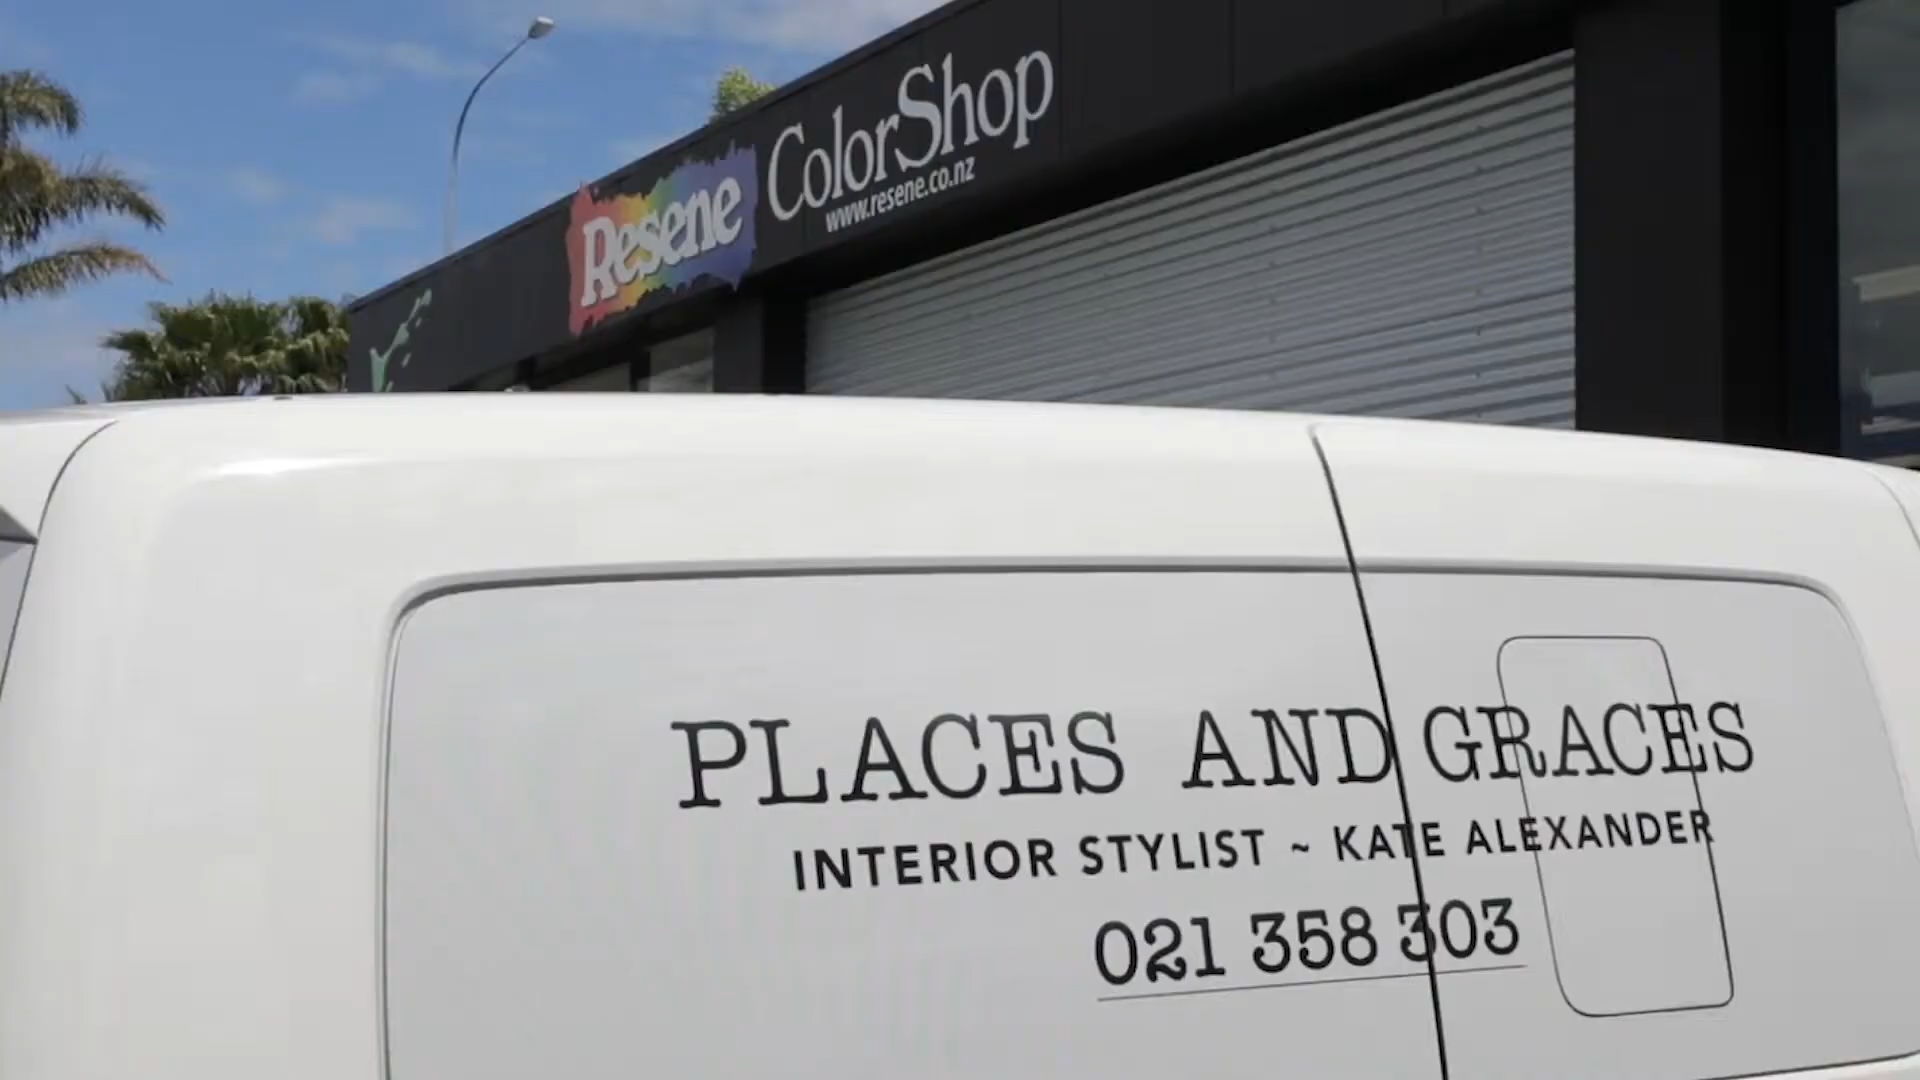 Resene ColorShop
www.resene.co.nz
PLACES AND GRACES
INTERIOR STYLIST ~ KATE ALEXANDER
021 358 303